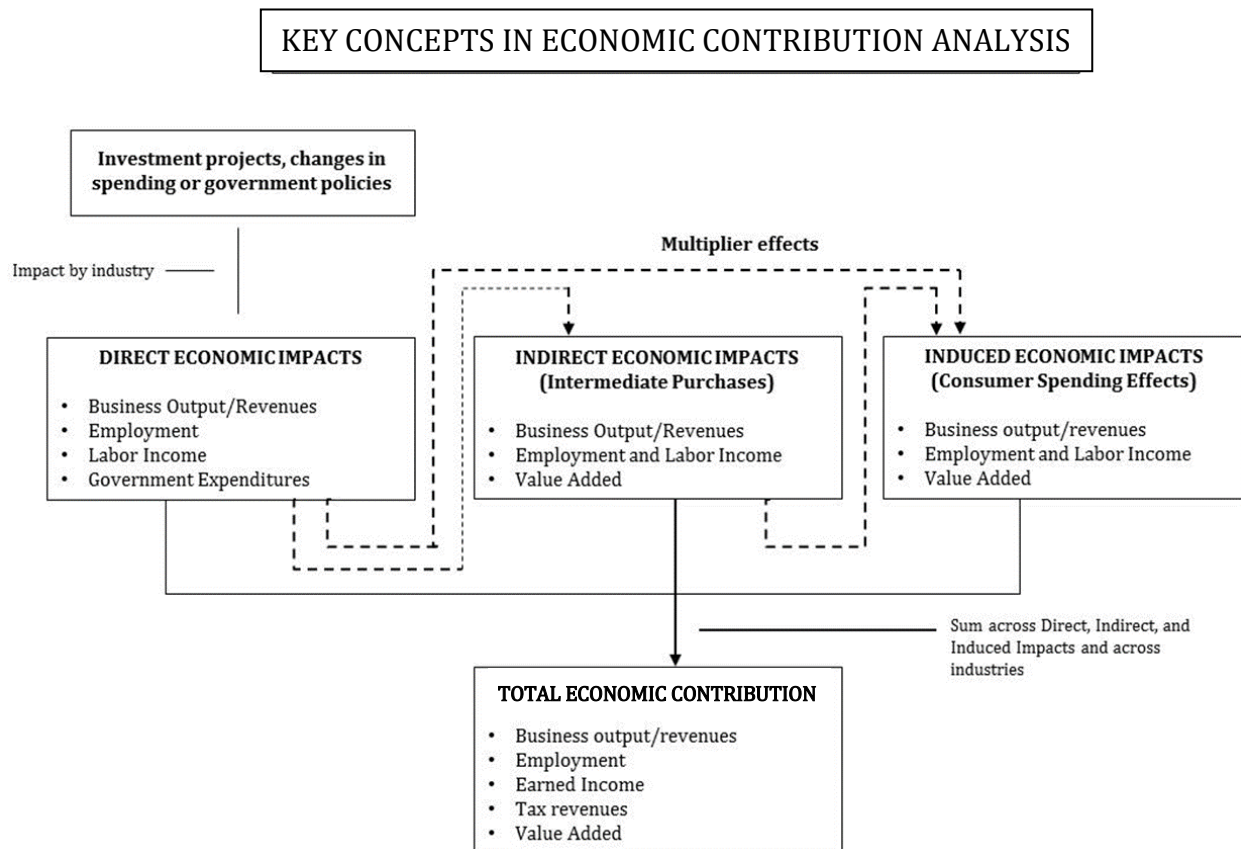 KEY CONCEPTS IN ECONOMIC CONTRIBUTION ANALYSIS
Investment projects, changes in
spending or government policies
Impact by industry
Multiplier effects
DIRECT ECONOMIC IMPACTS
• Business Output/Revenues
• Employment
• Labor Income
• Government Expenditures
INDIRECT ECONOMIC IMPACTS
(Intermediate Purchases)
• Business Output/Revenues
• Employment and Labor Income
• Value Added
INDUCED ECONOMIC IMPACTS
(Consumer Spending Effects)
• Business output/revenues
• Employment and Labor Income
• Value Added
Sum across Direct, Indirect, and
Induced Impacts and across
industries
TOTAL ECONOMIC CONTRIBUTION
• Business output/revenues
• Employment
• Earned Income
• Tax revenues
• Value Added